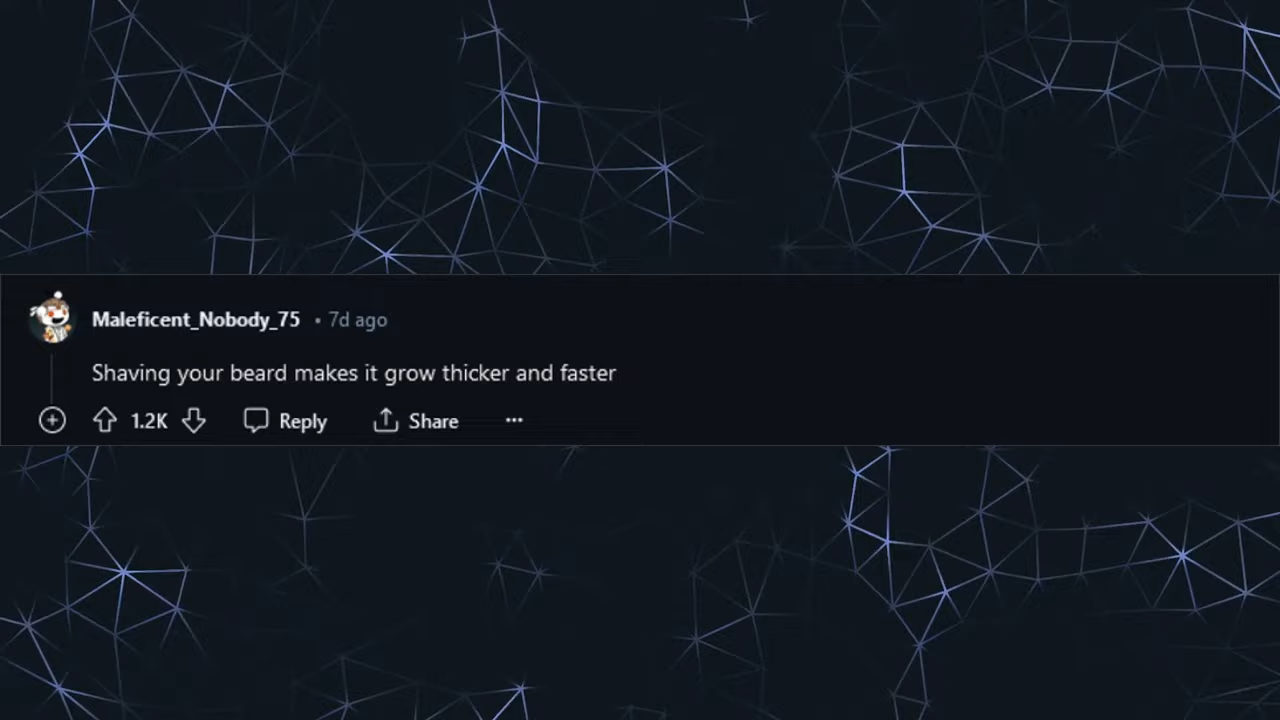 Maleficent_Nobody_75 • 7d ago
Shaving your beard makes it grow thicker and faster
1.2K Reply Share ...